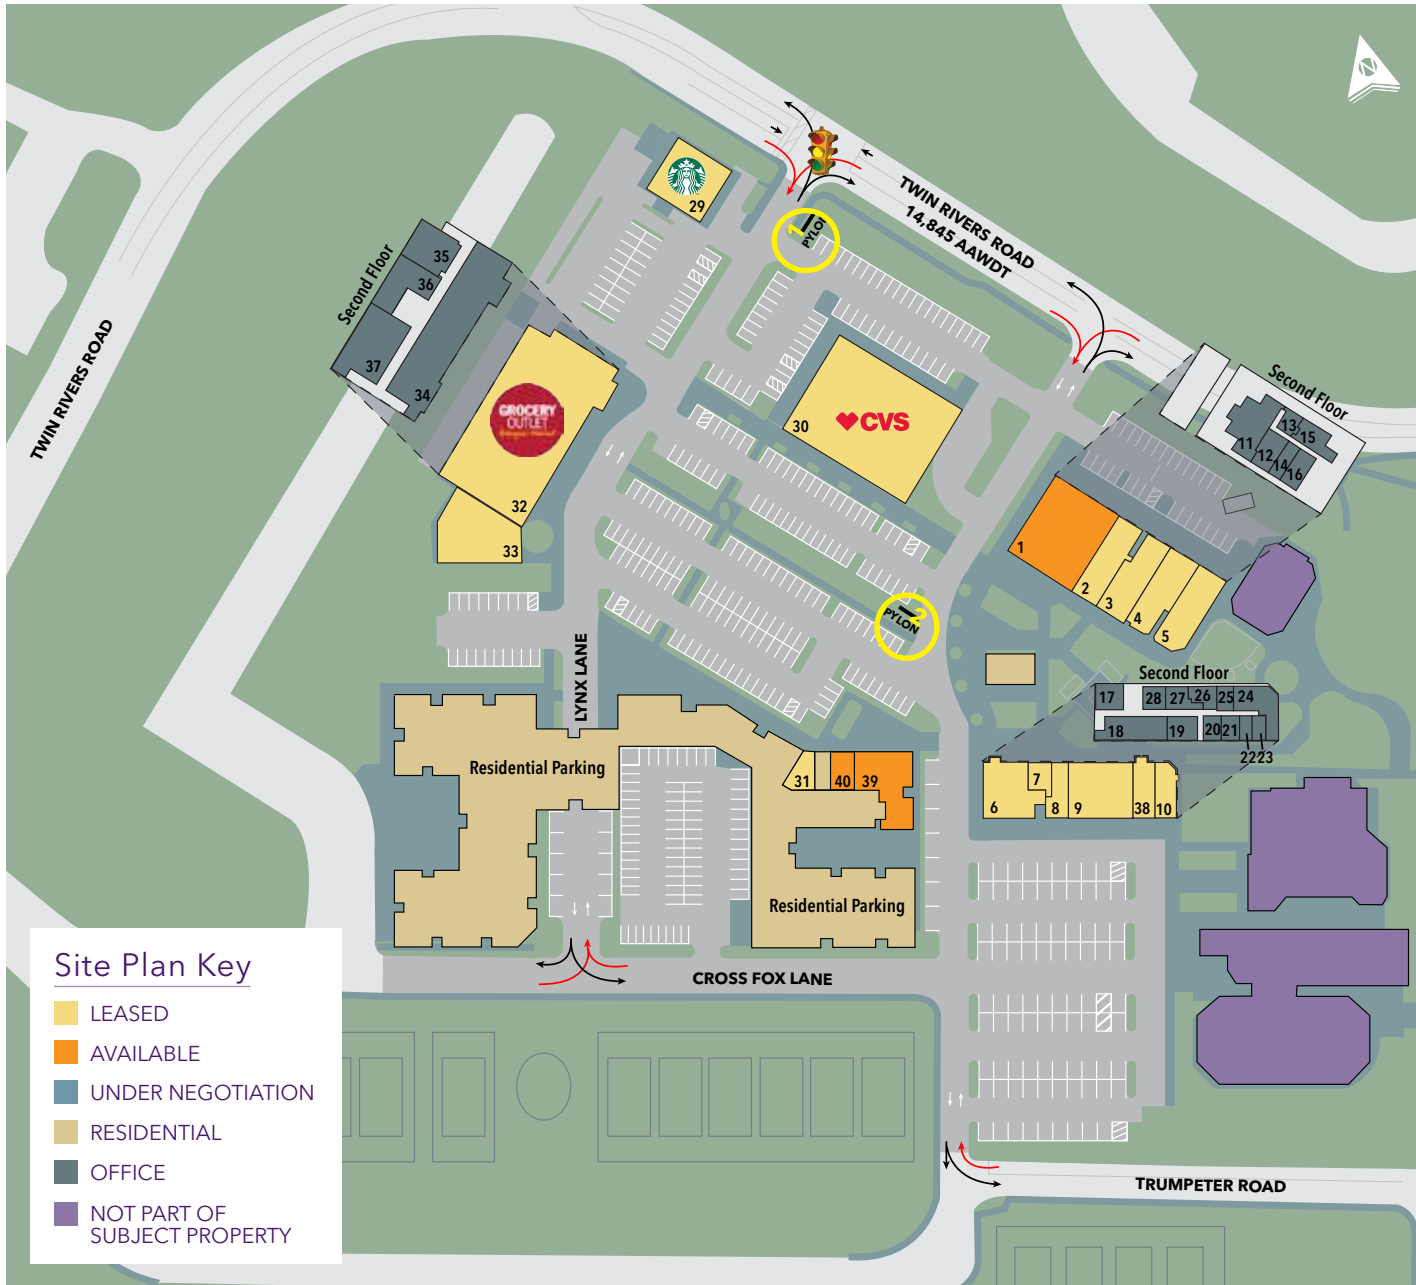 N
29
TWIN RIVERS ROAD
14,845 AAWDT
1
PYLON
Second Floor
35
36
37
34
TWIN RIVERS ROAD
GROCERY
OUTLET
32
33
30
CVS
Second Floor
13
15
11
12
14
16
1
2
3
4
5
2
PYLON
LYNX LANE
Second Floor
17
28
27
26
25
24
18
19
20
21
22
23
Residential Parking
31
40
39
7
6
8
9
38
10
Residential Parking
CROSS FOX LANE
TRUMPETER ROAD
Site Plan Key
LEASED
AVAILABLE
UNDER NEGOTIATION
RESIDENTIAL
OFFICE
NOT PART OF
SUBJECT PROPERTY